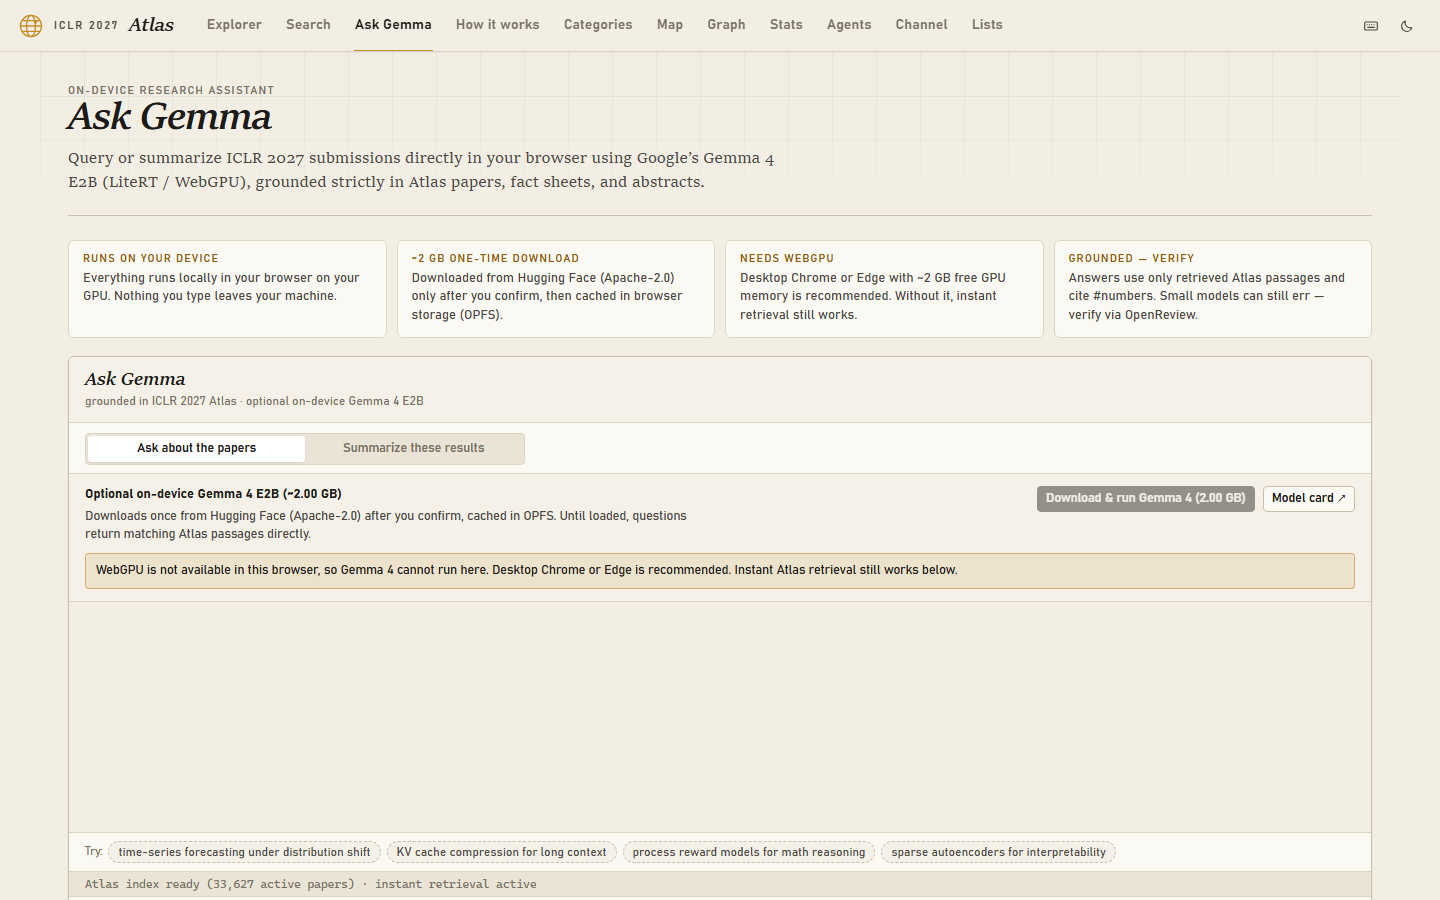 ICLR 2027 Atlas Explorer Search Ask Gemma How it works Categories Map Graph Stats Agents Channel Lists
ON-DEVICE RESEARCH ASSISTANT
Ask Gemma
Query or summarize ICLR 2027 submissions directly in your browser using Google's Gemma 4
E2B (LiteRT / WebGPU), grounded strictly in Atlas papers, fact sheets, and abstracts.
RUNS ON YOUR DEVICE
Everything runs locally in your browser on your
GPU. Nothing you type leaves your machine.
~2 GB ONE-TIME DOWNLOAD
Downloaded from Hugging Face (Apache-2.0)
only after you confirm, then cached in browser
storage (OPFS).
NEEDS WEBGPU
Desktop Chrome or Edge with ~2 GB free GPU
memory is recommended. Without it, instant
retrieval still works.
GROUNDED — VERIFY
Answers use only retrieved Atlas passages and
cite #numbers. Small models can still err —
verify via OpenReview.
Ask Gemma
grounded in ICLR 2027 Atlas · optional on-device Gemma 4 E2B
Ask about the papers Summarize these results
Optional on-device Gemma 4 E2B (~2.00 GB)
Downloads once from Hugging Face (Apache-2.0) after you confirm, cached in OPFS. Until loaded, questions
return matching Atlas passages directly.
Download & run Gemma 4 (2.00 GB) Model card ↗
WebGPU is not available in this browser, so Gemma 4 cannot run here. Desktop Chrome or Edge is recommended. Instant Atlas retrieval still works below.
Try: time-series forecasting under distribution shift KV cache compression for long context process reward models for math reasoning sparse autoencoders for interpretability
Atlas index ready (33,627 active papers) · instant retrieval active